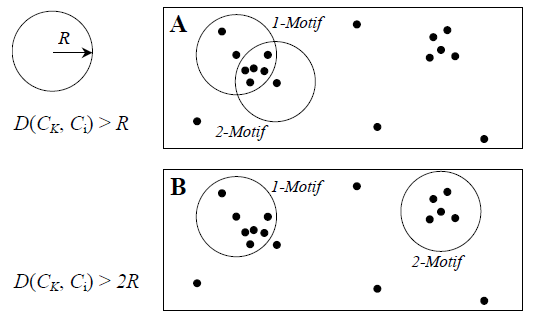 R
D(C_K, C_i) > R
A
1-Motif
2-Motif
D(C_K, C_i) > 2R
B
1-Motif
2-Motif